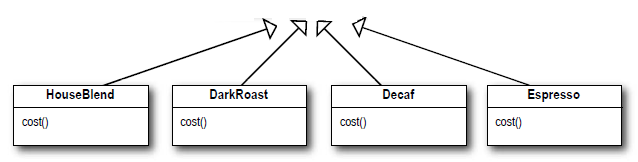 HouseBlend
cost()
DarkRoast
cost()
Decaf
cost()
Espresso
cost()